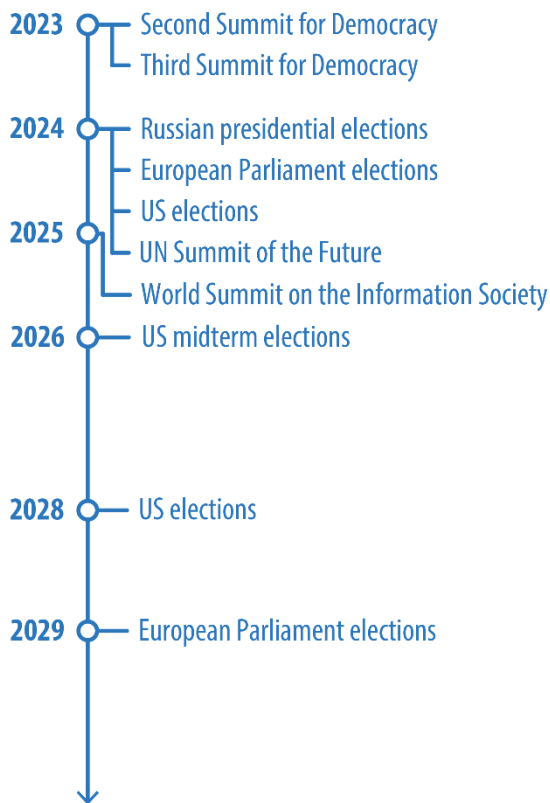 2023 Second Summit for Democracy
Third Summit for Democracy
2024 Russian presidential elections
European Parliament elections
US elections
2025
UN Summit of the Future
World Summit on the Information Society
2026 US midterm elections
2028 US elections
2029 European Parliament elections